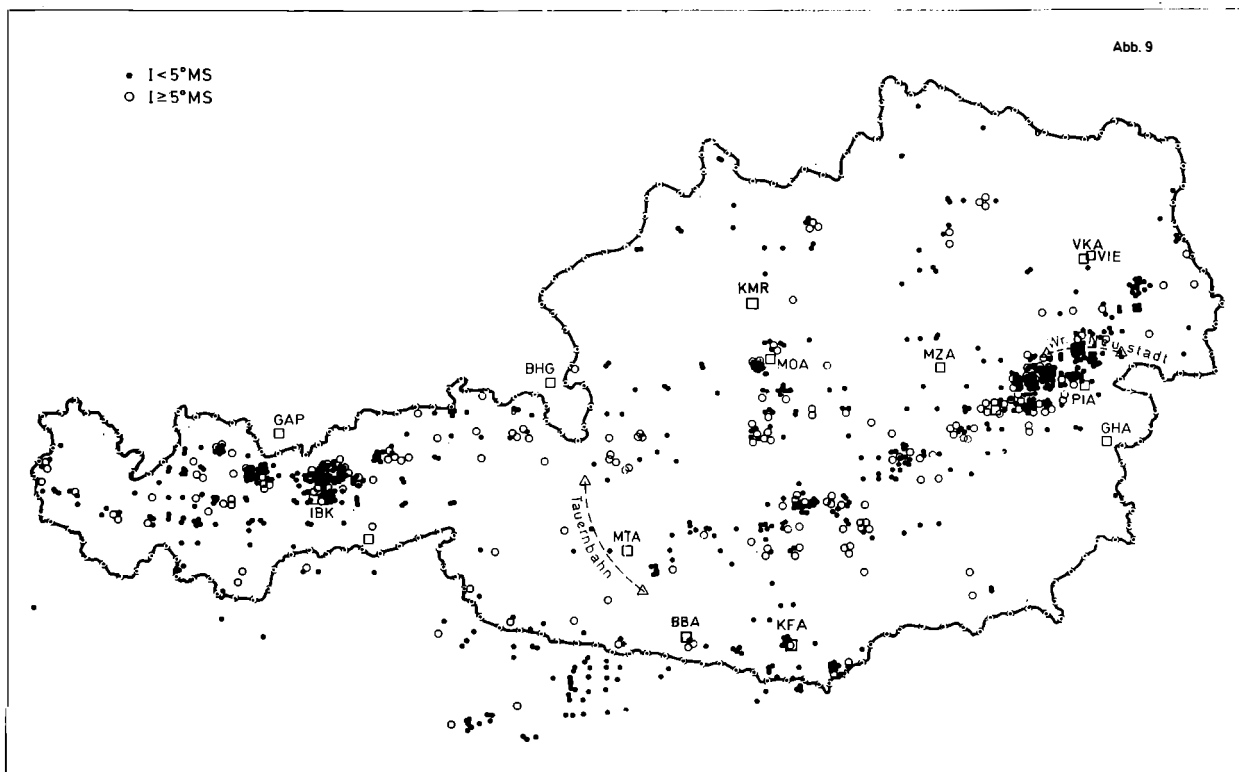 Abb. 9
I<5°MS
I≥5°MS
VKA
VIE
KMR
Wr. Neustadt
MOA
MZA
BHG
PIA
GAP
GHA
IBK
Tauernbahn
MTA
BBA
KFA